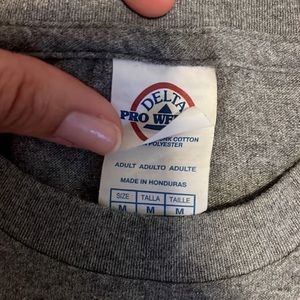 DELTA
PRO WE
COTTON
POLYESTER
ADULT ADULTO ADULTE
MADE IN HONDURAS
SIZE TALLA TAILLE
M M M